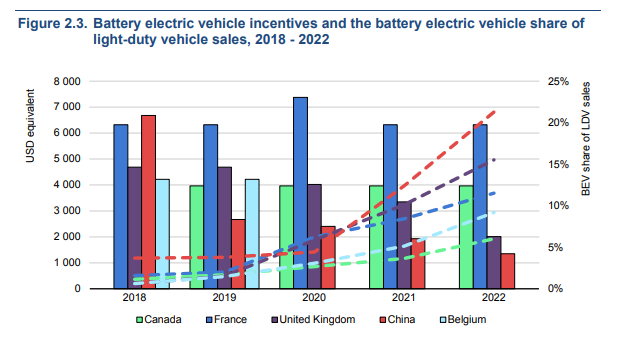 Figure 2.3. Battery electric vehicle incentives and the battery electric vehicle share of
light-duty vehicle sales, 2018 - 2022
USD equivalent
8 000
7 000
6 000
5 000
4 000
3 000
2 000
1 000
0
25%
20%
15%
10%
5%
0%
BEV share of LDV sales
2018 2019 2020 2021 2022
Canada France United Kingdom China Belgium